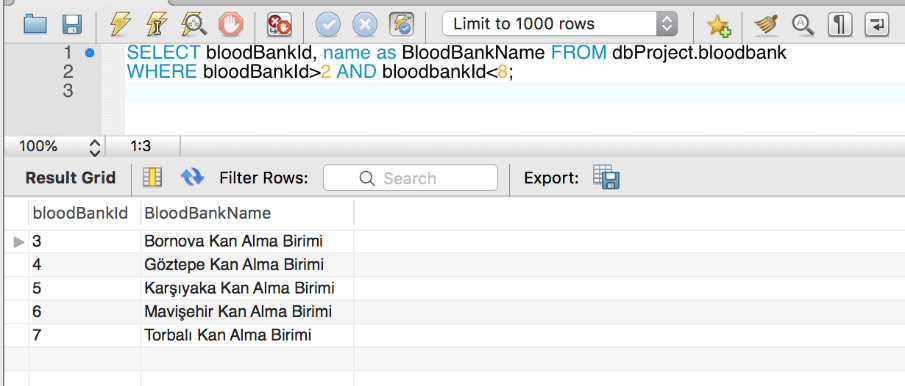 Limit to 1000 rows
1 SELECT bloodBankId, name as BloodBankName FROM dbProject.bloodbank
2 WHERE bloodBankId>2 AND bloodbankId<8;
3
100% 1:3
Result Grid Filter Rows: Search Export:
bloodBankId BloodBankName
3 Bornova Kan Alma Birimi
4 Göztepe Kan Alma Birimi
5 Karşıyaka Kan Alma Birimi
6 Mavişehir Kan Alma Birimi
7 Torbalı Kan Alma Birimi